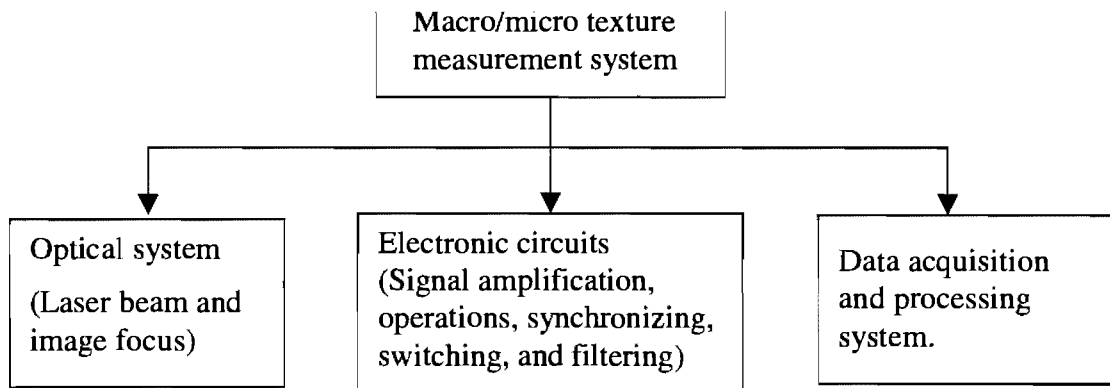 Macro/micro texture
measurement system
Optical system
(Laser beam and
image focus)
Electronic circuits
(Signal amplification,
operations, synchronizing,
switching, and filtering)
Data acquisition
and processing
system.